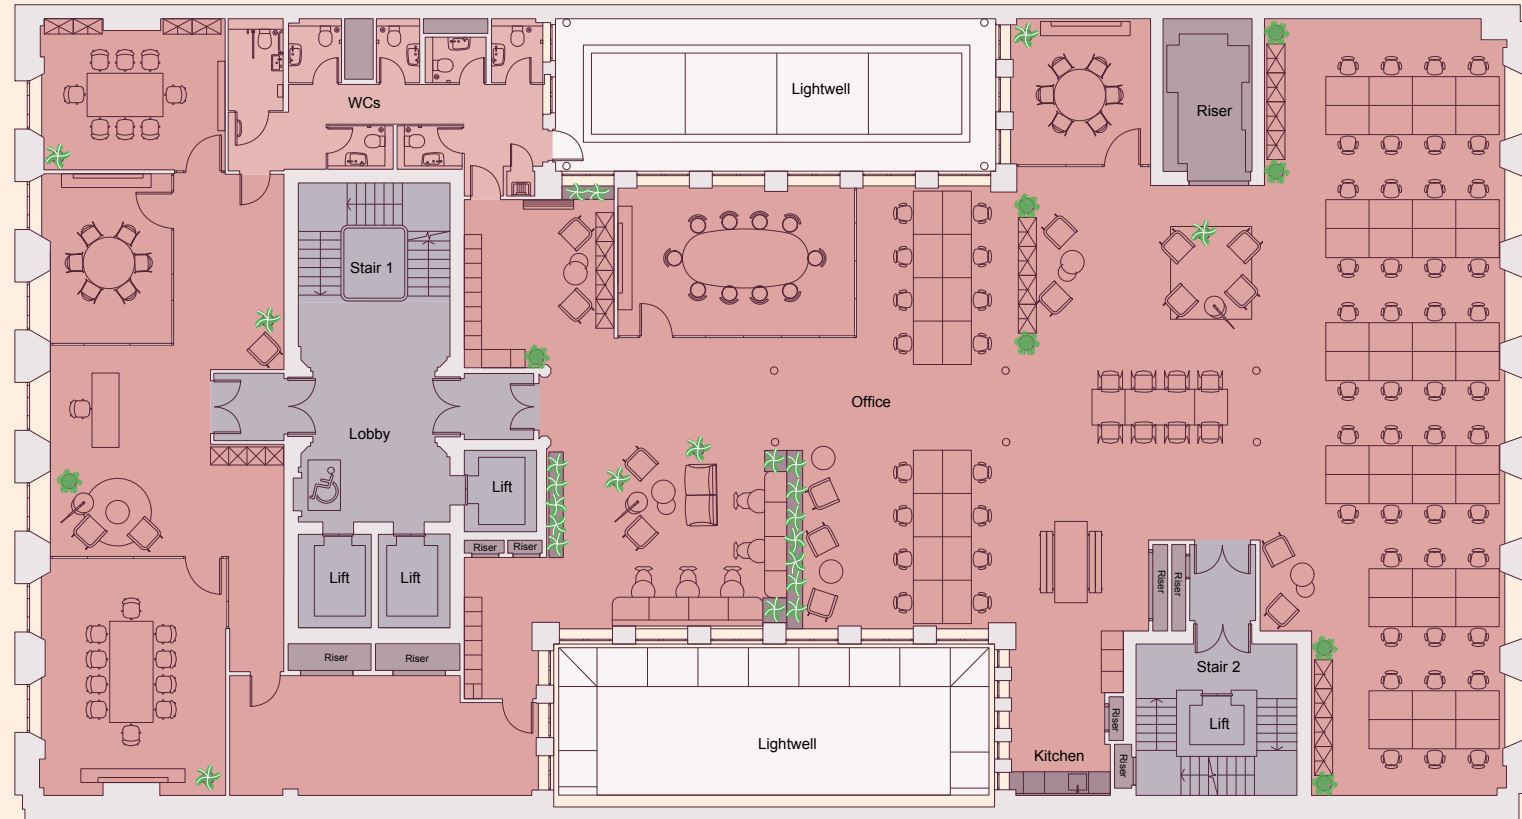 Lightwell
WCs
Riser
Stair 1
Office
Lobby
Lift
Riser
Riser
Lift
Lift
Riser
Riser
Riser
Riser
Stair 2
Lift
Riser
Riser
Lightwell
Kitchen